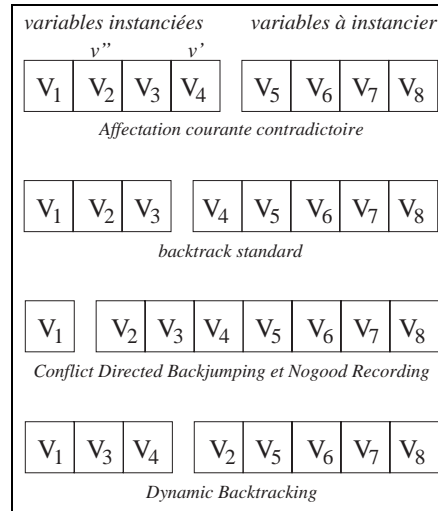 variables instanciées variables à instancier
v” v’
V1 V2 V3 V4 V5 V6 V7 V8
Affectation courante contradictoire
V1 V2 V3 V4 V5 V6 V7 V8
backtrack standard
V1 V2 V3 V4 V5 V6 V7 V8
Conflict Directed Backjumping et Nogood Recording
V1 V3 V4 V2 V5 V6 V7 V8
Dynamic Backtracking